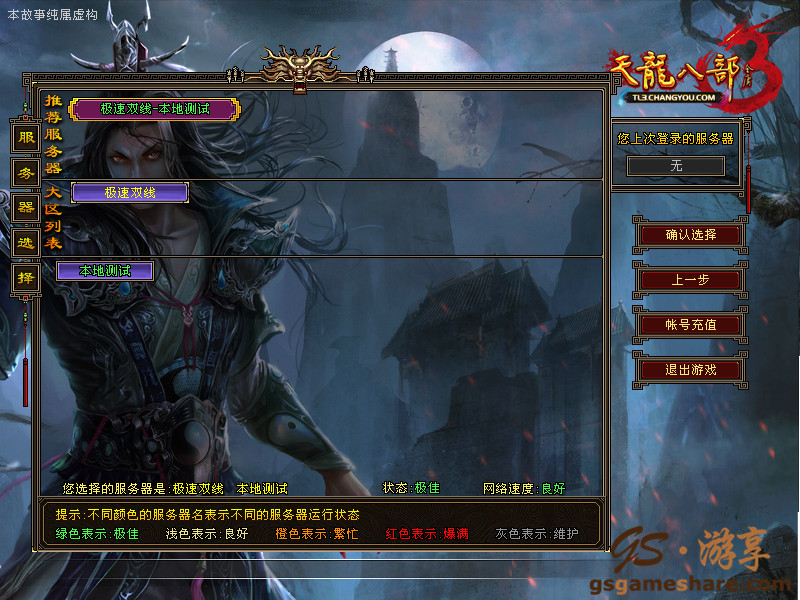 本故事纯属虚构
天龍八部3
金庸
TL3.CHANGYOU.COM
服务器选择
推荐服务器
极速双线-本地测试
大区列表
极速双线
本地测试
您上次登录的服务器
无
确认选择
上一步
帐号充值
退出游戏
您选择的服务器是:极速双线 本地测试 状态:极佳 网络速度:良好
提示:不同颜色的服务器名表示不同的服务器运行状态
绿色表示:极佳 浅色表示:良好 橙色表示:繁忙 红色表示:爆满 灰色表示:维护
GS·游享
gsgameshare.com